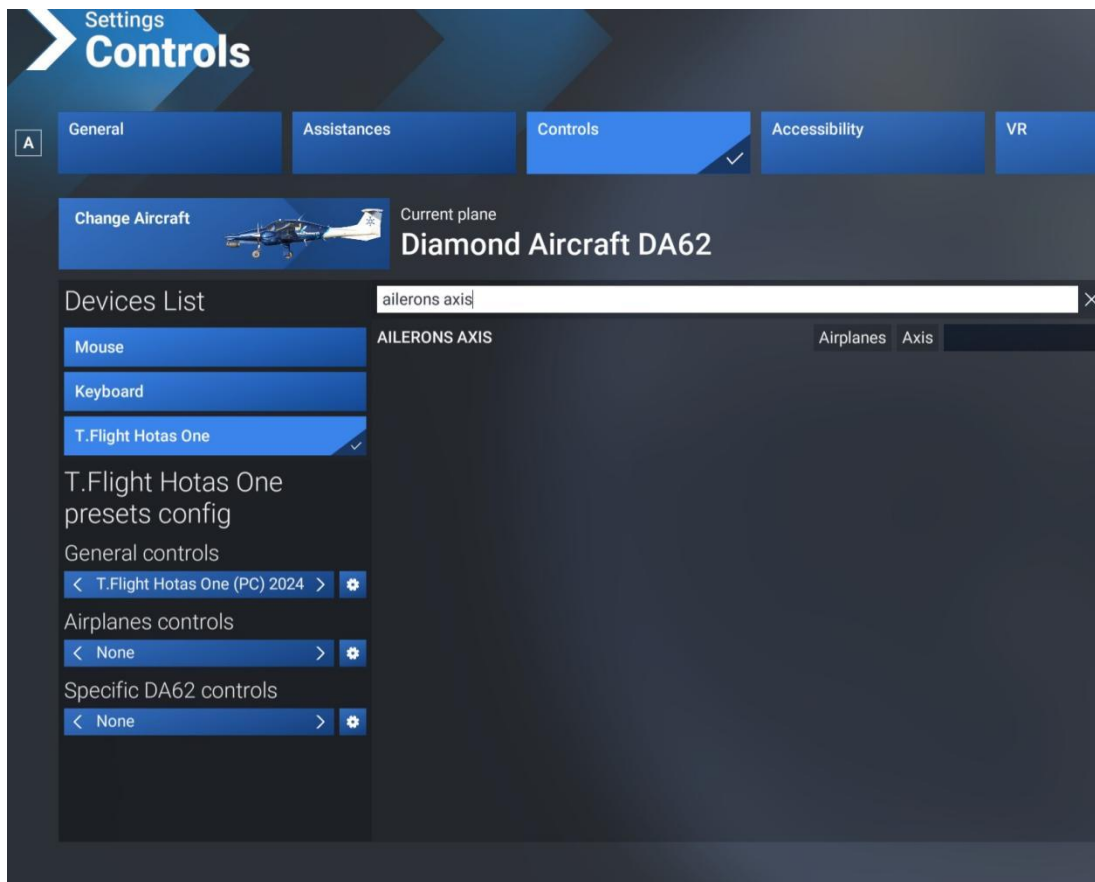 Settings
Controls
A
General
Assistances
Controls
Accessibility
VR
Change Aircraft
Current plane
Diamond Aircraft DA62
Devices List
ailerons axis
Mouse
AILERONS AXIS
Airplanes
Axis
Keyboard
T.Flight Hotas One
T.Flight Hotas One
presets config
General controls
T.Flight Hotas One (PC) 2024
Airplanes controls
None
Specific DA62 controls
None